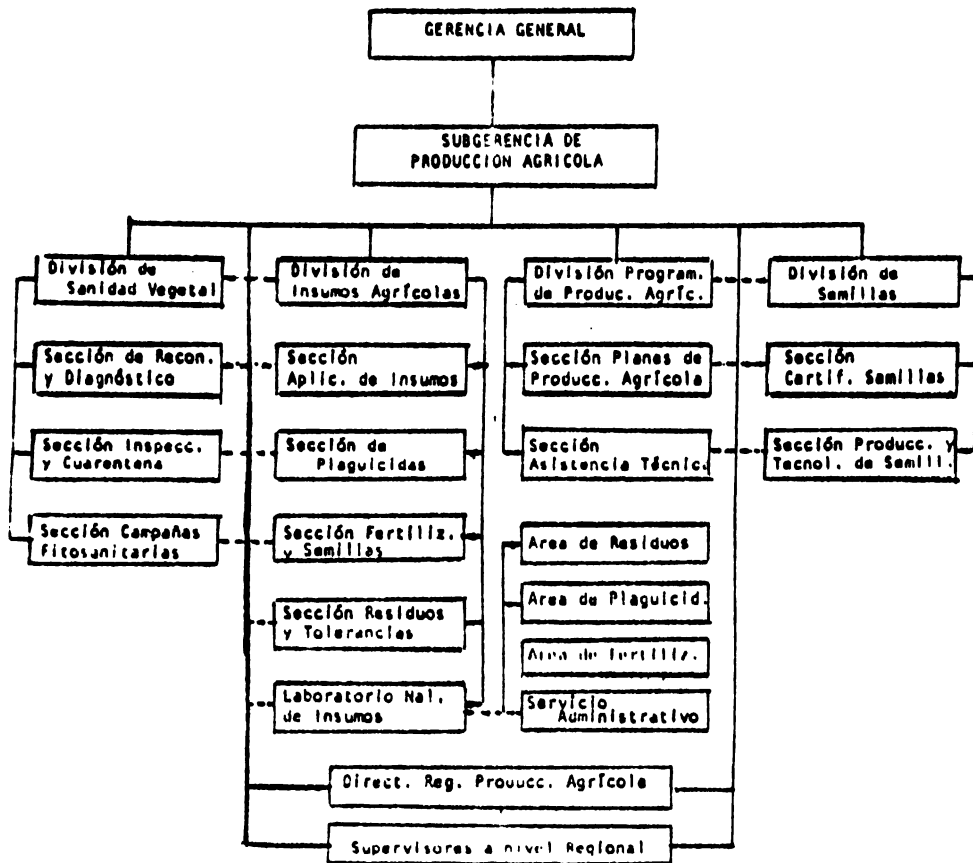 GERENCIA GENERAL
SUBGERENCIA DE
PRODUCCION AGRICOLA
División de
Sanidad Vegetal
División de
Insumos Agrícolas
División Program.
de Produc. Agríc.
División de
Semillas
Sección de Recon.
y Diagnóstico
Sección
Aplic. de Insumos
Sección Planes de
Producc. Agrícola
Sección
Certif. Semillas
Sección Inspecc.
y Cuarentena
Sección de
Plaguicidas
Sección
Asistencia Técnic.
Sección Producc. y
Tecnol. de Semill.
Sección Campañas
Fitosanitarias
Sección Fertiliz.
y Semillas
Area de Residuos
Sección Residuos
y Tolerancias
Area de Plaguicid.
Area de Fertiliz.
Laboratorio Nal.
de Insumos
Servicio
Administrativo
Direct. Reg. Producc. Agrícola
Supervisores a nivel Regional